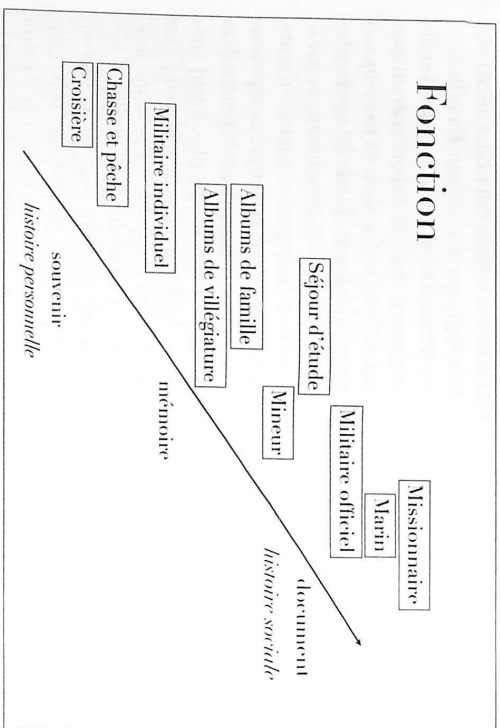 Fonction
Missionnaire
Marin
Militaire officiel
Séjour d'étude
Mineur
Albums de famille
Albums de villégiature
Militaire individuel
Chasse et pêche
Croisière
document
histoire sociale
mémoire
souvenir
histoire personnelle